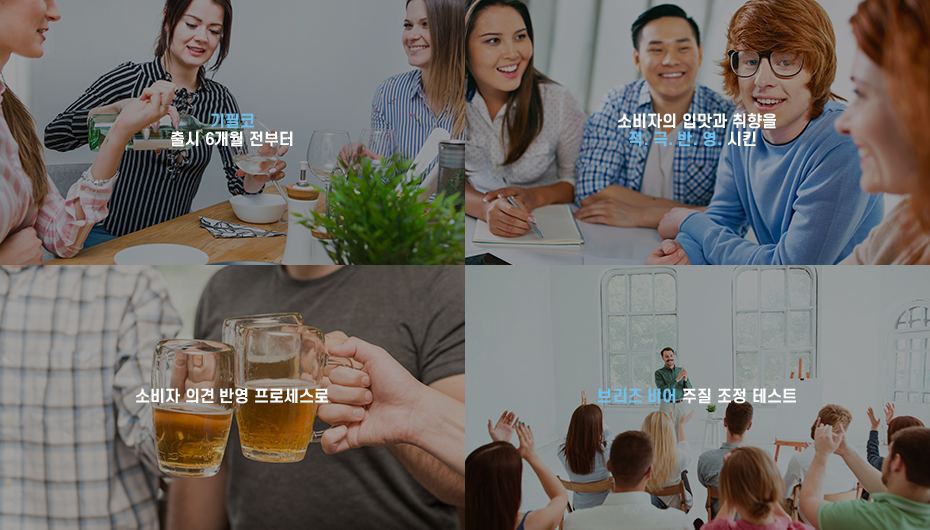 기필코
출시 6개월 전부터
소비자의 입맛과 취향을
적. 극. 반. 영. 시킨
소비자 의견 반영 프로세스로
브리즈 비어 주질 조정 테스트